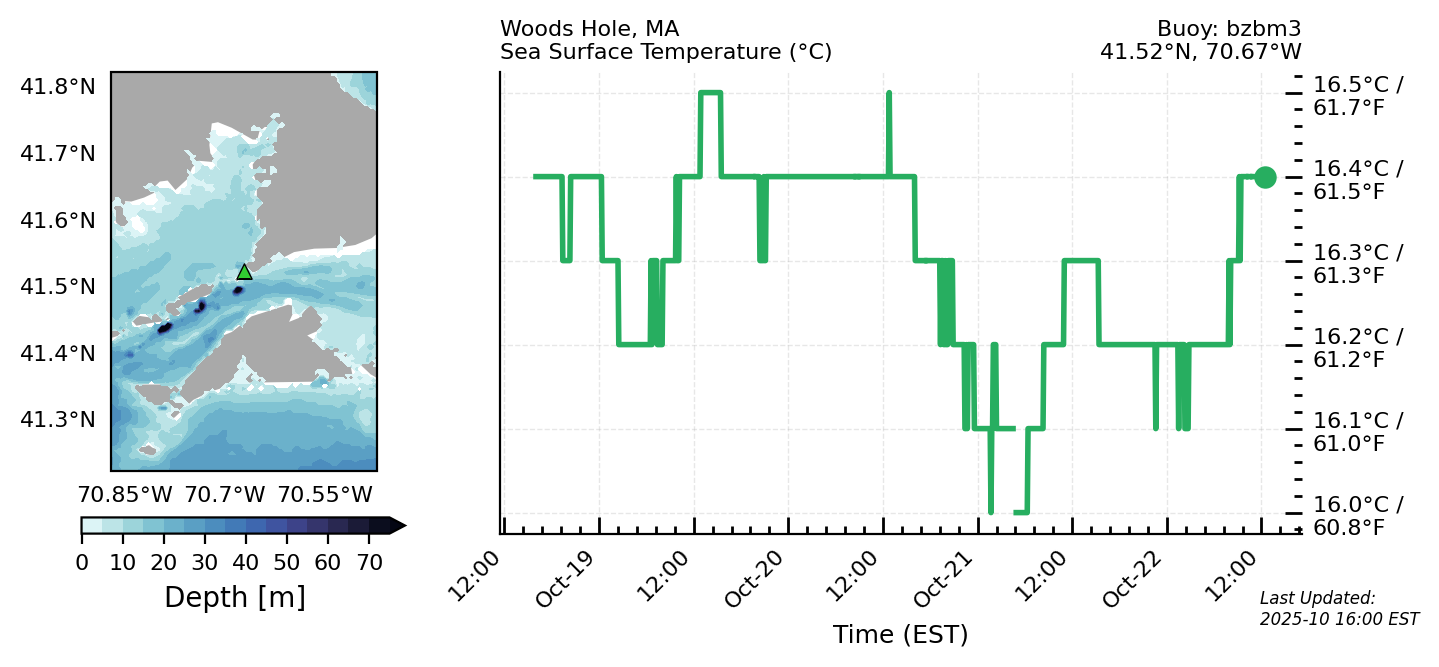 Woods Hole, MA
Sea Surface Temperature (°C)
Buoy: bzbm3
41.52°N, 70.67°W
41.8°N
41.7°N
41.6°N
41.5°N
41.4°N
41.3°N
70.85°W 70.7°W 70.55°W
0 10 20 30 40 50 60 70
Depth [m]
16.5°C /
61.7°F
16.4°C /
61.5°F
16.3°C /
61.3°F
16.2°C /
61.2°F
16.1°C /
61.0°F
16.0°C /
60.8°F
12:00 Oct-19 12:00 Oct-20 12:00 Oct-21 12:00 Oct-22 12:00
Time (EST)
Last Updated:
2025-10 16:00 EST